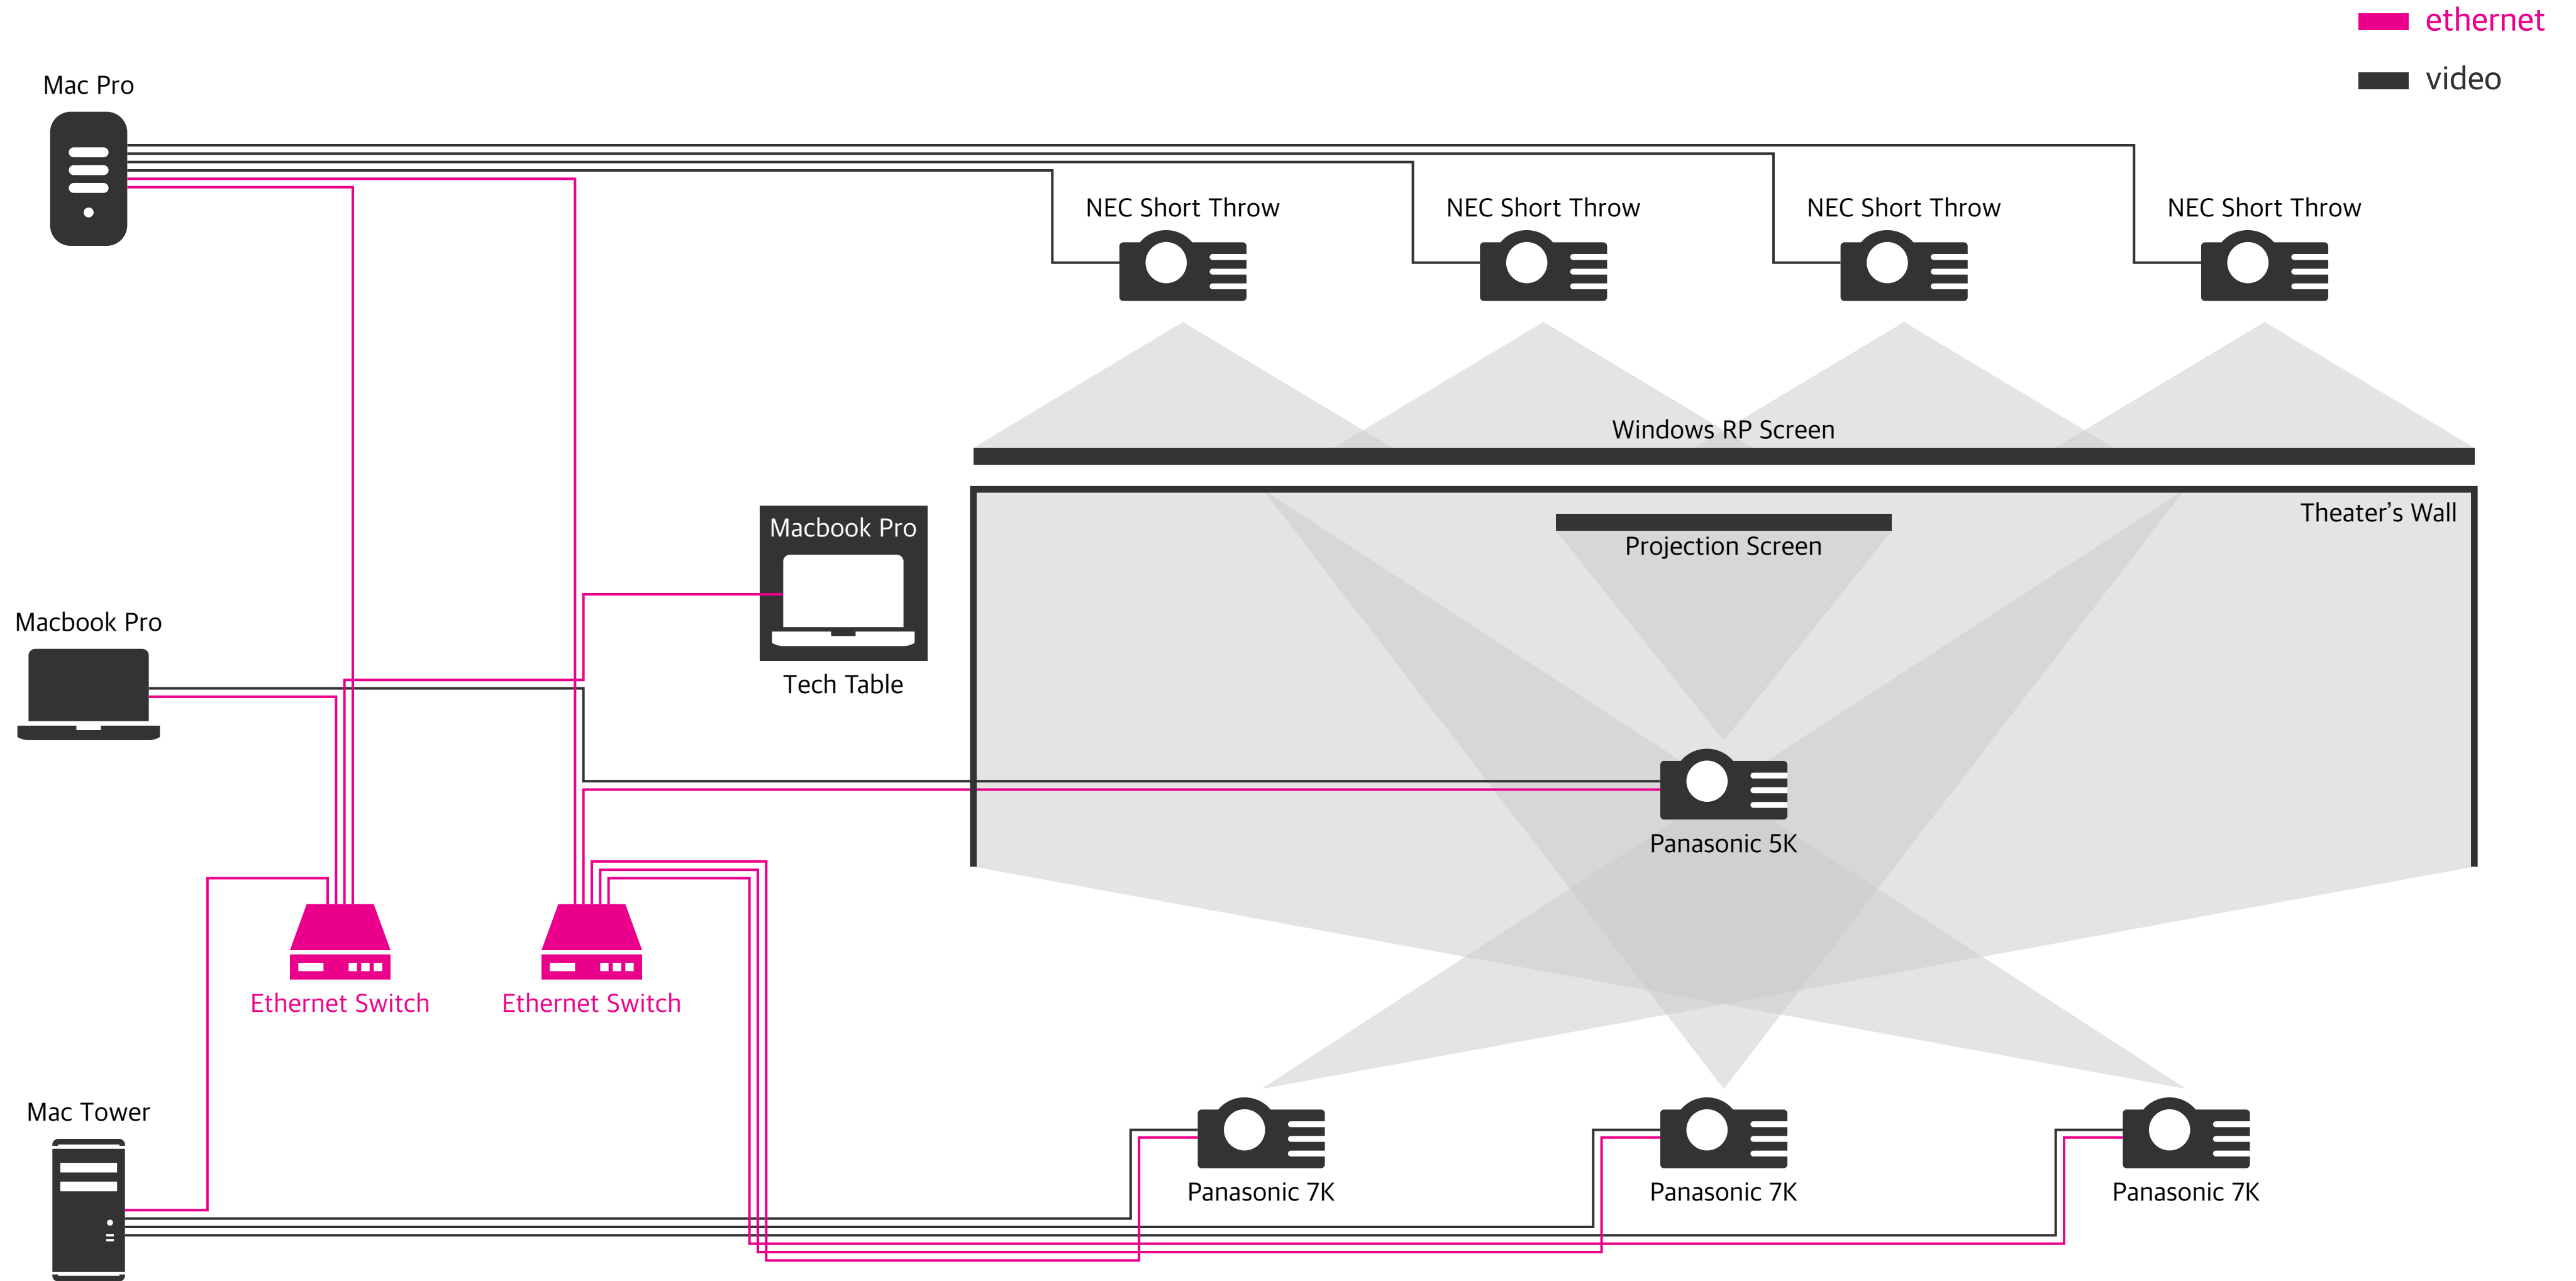 ethernet
video
Mac Pro
NEC Short Throw
NEC Short Throw
NEC Short Throw
NEC Short Throw
Windows RP Screen
Theater’s Wall
Macbook Pro
Projection Screen
Macbook Pro
Tech Table
Panasonic 5K
Ethernet Switch
Ethernet Switch
Mac Tower
Panasonic 7K
Panasonic 7K
Panasonic 7K